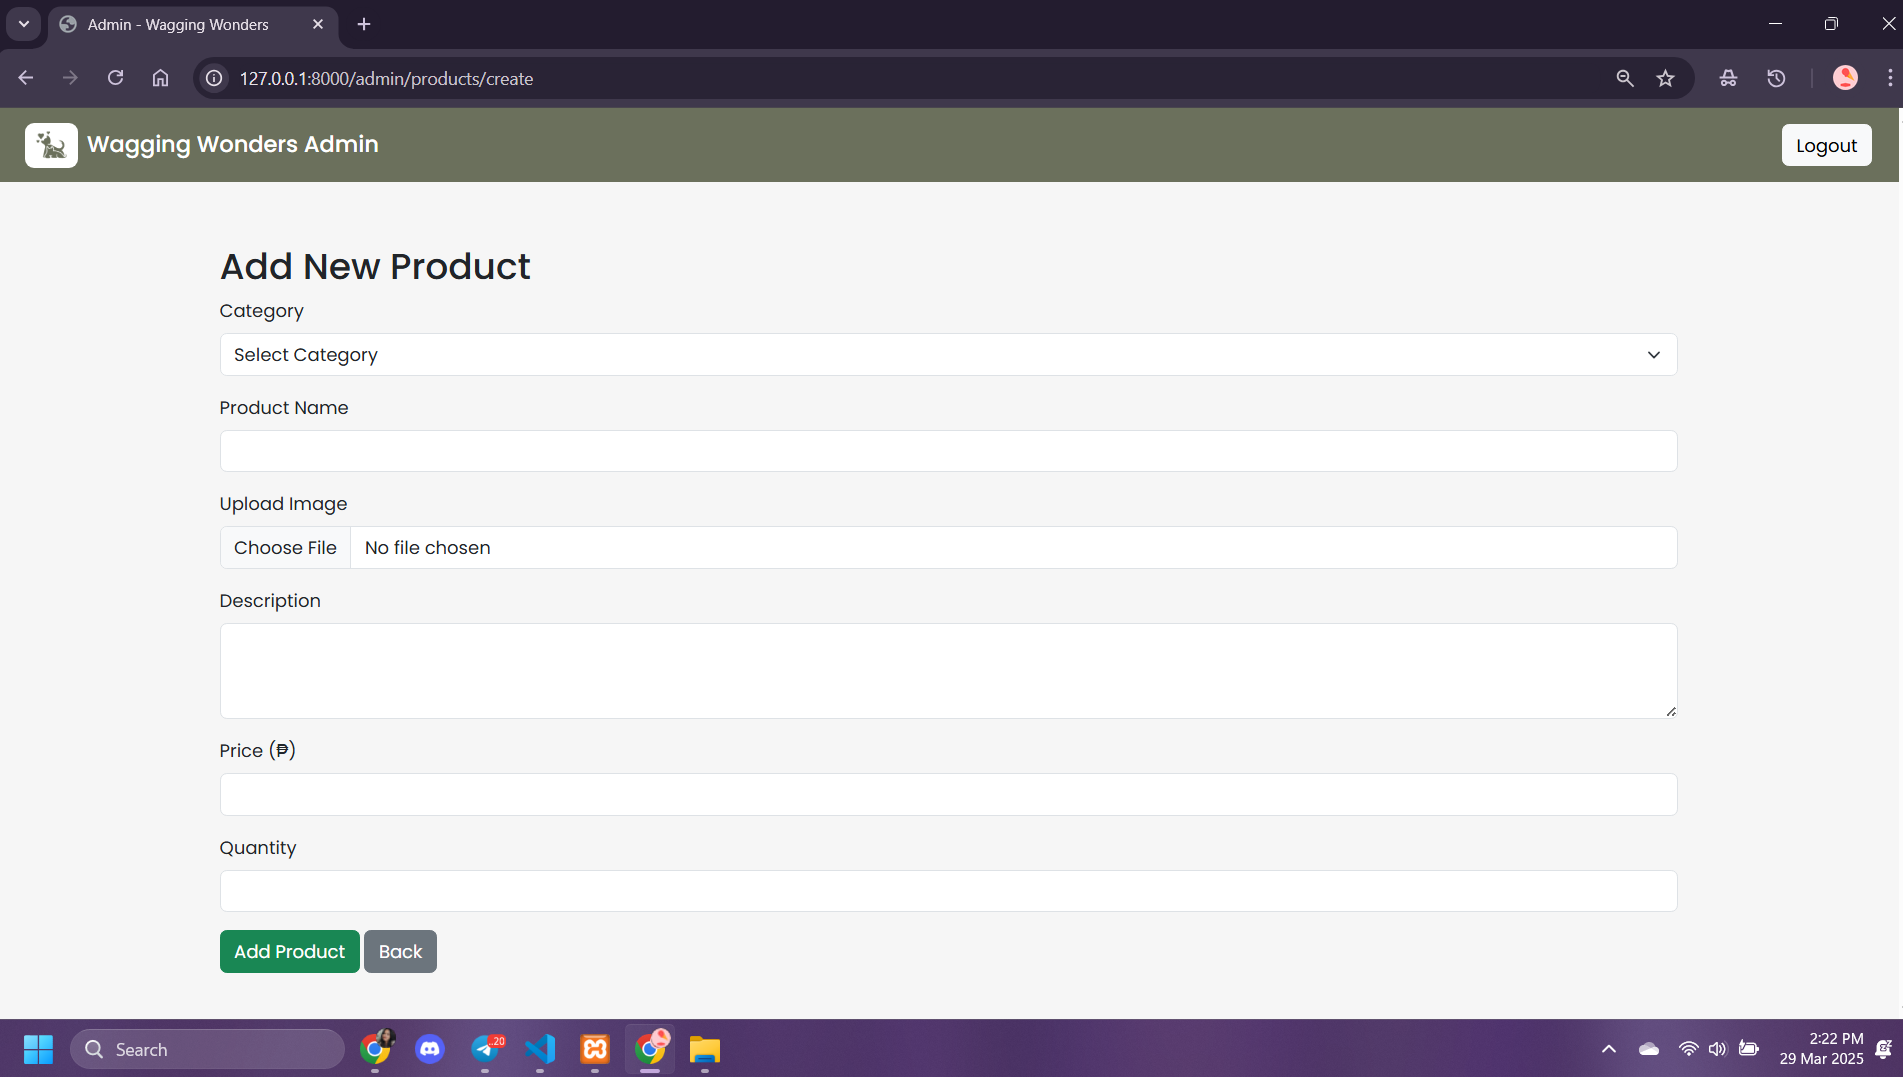 Admin - Wagging Wonders
127.0.0.1:8000/admin/products/create
Wagging Wonders Admin
Logout
Add New Product
Category
Select Category
Product Name
Upload Image
Choose File No file chosen
Description
Price (₱)
Quantity
Add Product Back
Search
..20
2:22 PM
29 Mar 2025